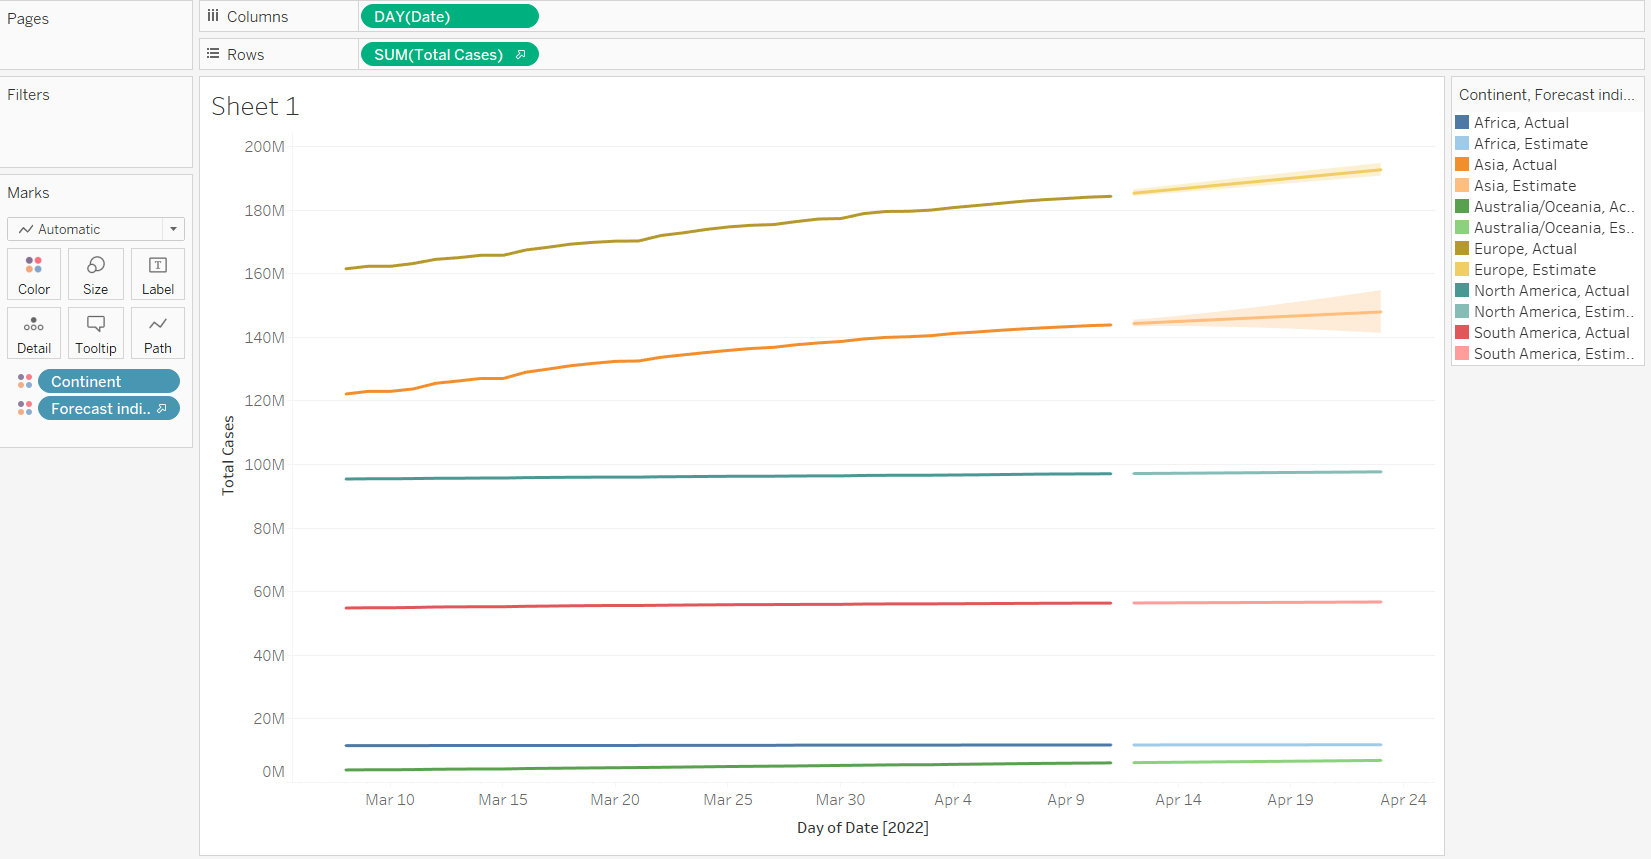 Pages
Columns
DAY(Date)
Rows
SUM(Total Cases)
Filters
Marks
Automatic
Color
Size
Label
Detail
Tooltip
Path
Continent
Forecast indi..
Sheet 1
200M
180M
160M
140M
120M
100M
80M
60M
40M
20M
0M
Total Cases
Mar 10
Mar 15
Mar 20
Mar 25
Mar 30
Apr 4
Apr 9
Apr 14
Apr 19
Apr 24
Day of Date [2022]
Continent, Forecast indi...
Africa, Actual
Africa, Estimate
Asia, Actual
Asia, Estimate
Australia/Oceania, Ac..
Australia/Oceania, Es..
Europe, Actual
Europe, Estimate
North America, Actual
North America, Estim..
South America, Actual
South America, Estim..